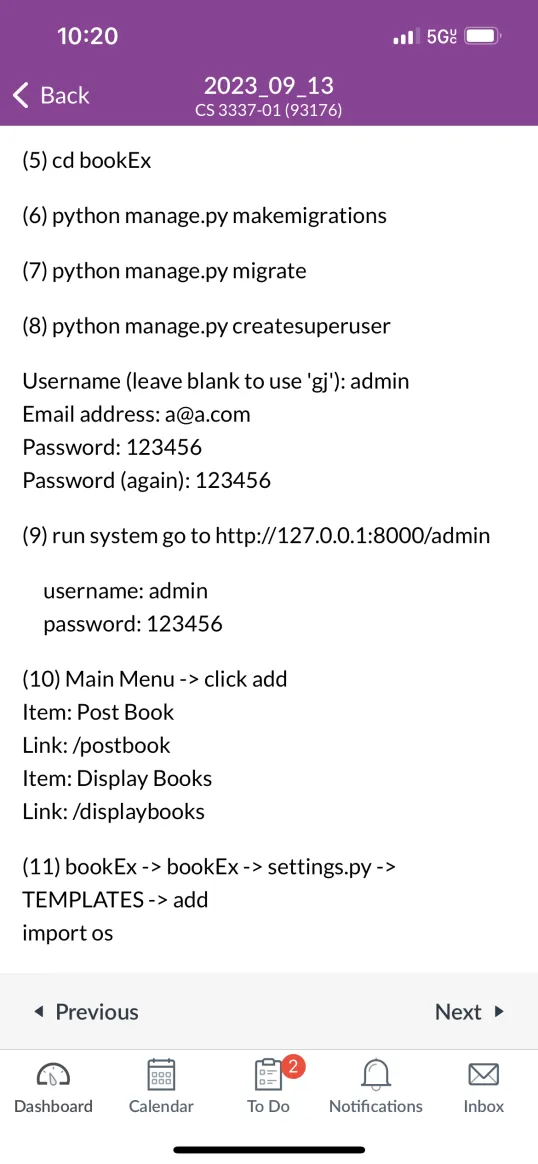 10:20
5G UC
Back
2023_09_13
CS 3337-01 (93176)
(5) cd bookEx
(6) python manage.py makemigrations
(7) python manage.py migrate
(8) python manage.py createsuperuser
Username (leave blank to use 'gj'): admin
Email address: a@a.com
Password: 123456
Password (again): 123456
(9) run system go to http://127.0.0.1:8000/admin
username: admin
password: 123456
(10) Main Menu -> click add
Item: Post Book
Link: /postbook
Item: Display Books
Link: /displaybooks
(11) bookEx -> bookEx -> settings.py ->
TEMPLATES -> add
import os
Previous
Next
2
Dashboard
Calendar
To Do
Notifications
Inbox